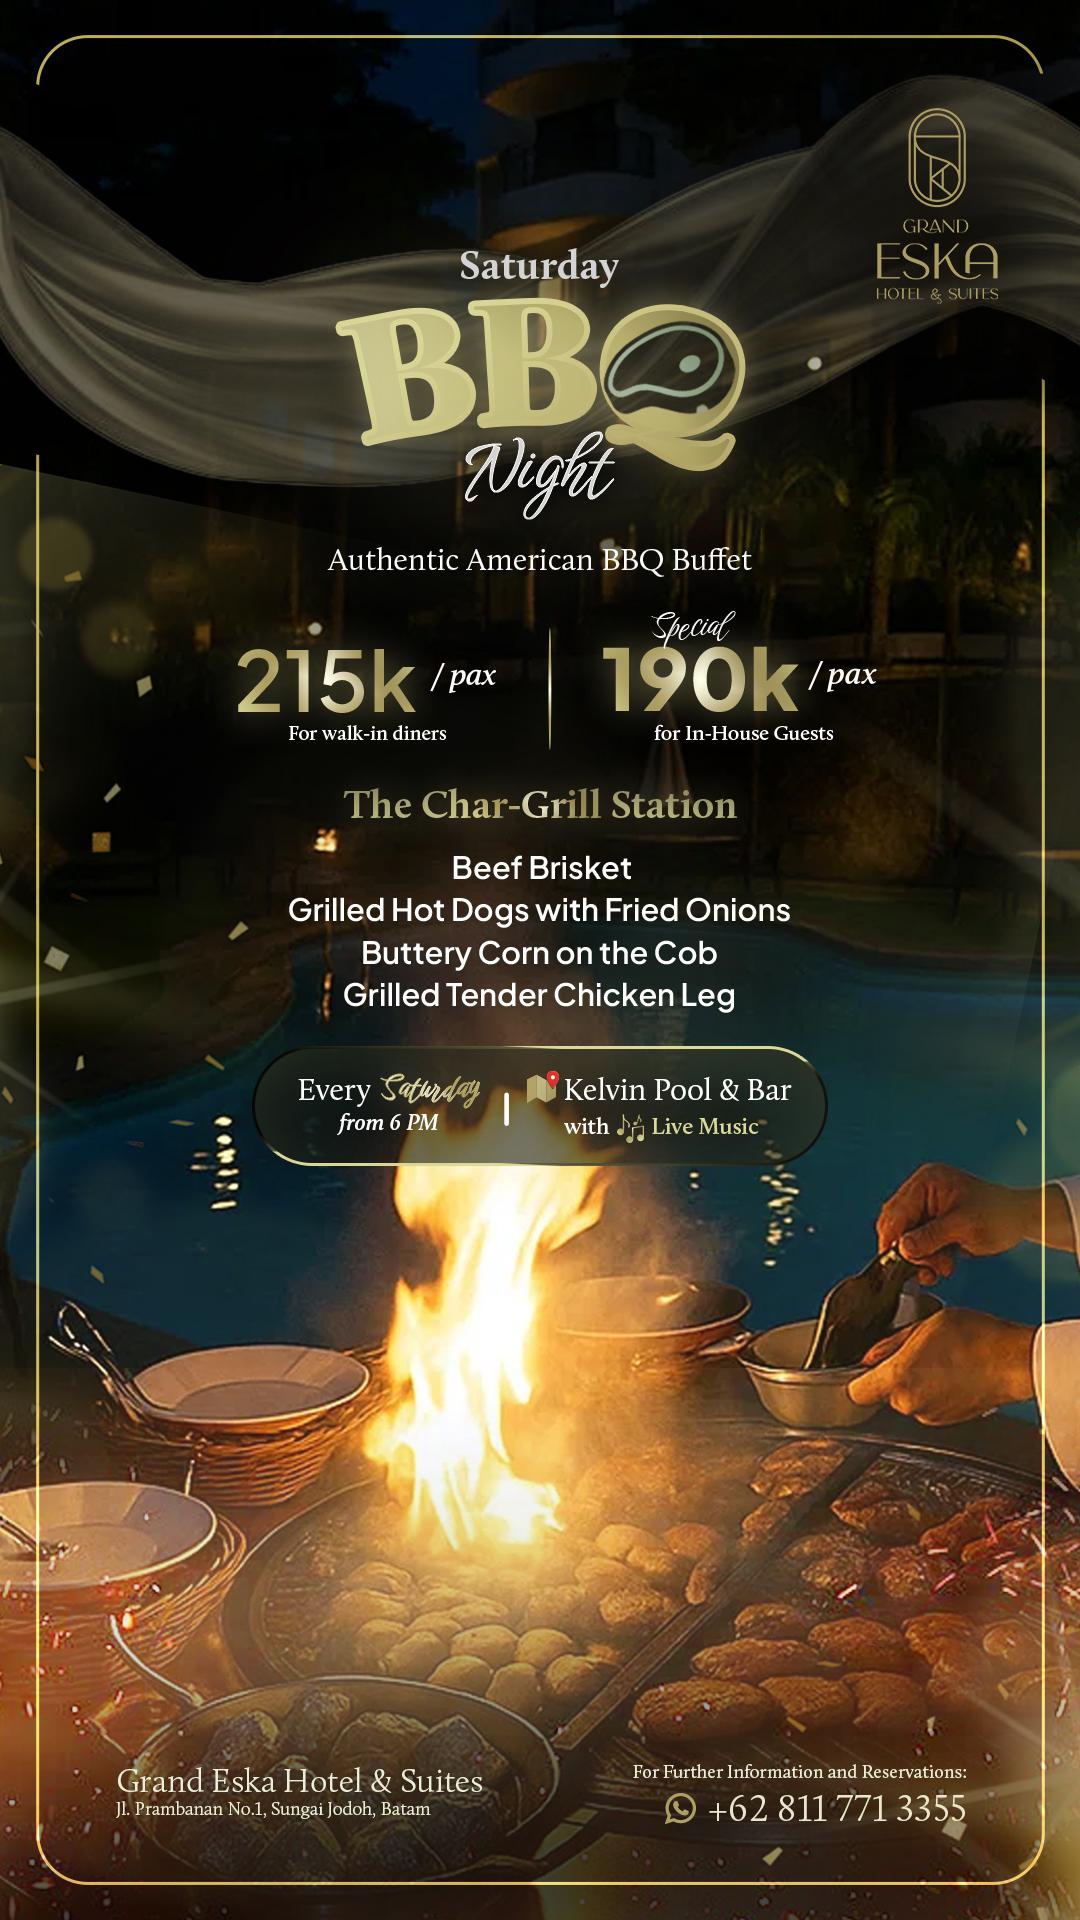 GRAND
ESKA
HOTEL & SUITES
Saturday
BBQ
Night
Authentic American BBQ Buffet
215k / pax
For walk-in diners
Special
190k / pax
for In-House Guests
The Char-Grill Station
Beef Brisket
Grilled Hot Dogs with Fried Onions
Buttery Corn on the Cob
Grilled Tender Chicken Leg
Every Saturday
from 6 PM
Kelvin Pool & Bar
with Live Music
Grand Eska Hotel & Suites
Jl. Prambanan No.1, Sungai Jodoh, Batam
For Further Information and Reservations:
+62 811 771 3355